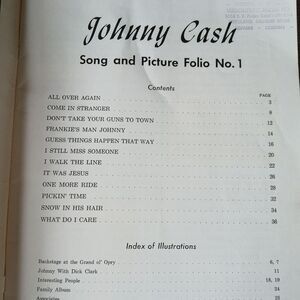 Johnny Cash
Song and Picture Folio No. 1
Contents
PAGE
ALL OVER AGAIN 3
COME IN STRANGER 8
DON'T TAKE YOUR GUNS TO TOWN 12
FRANKIE'S MAN JOHNNY 14
GUESS THINGS HAPPEN THAT WAY 16
I STILL MISS SOMEONE 20
I WALK THE LINE 22
IT WAS JESUS 26
ONE MORE RIDE 28
PICKIN' TIME 30
SNOW IN HIS HAIR 34
WHAT DO I CARE 36
Index of Illustrations
Backstage at the Grand ol' Opry 6, 7
Johnny With Dick Clark 11
Interesting People 18, 19
Family Album 24
Associates 25